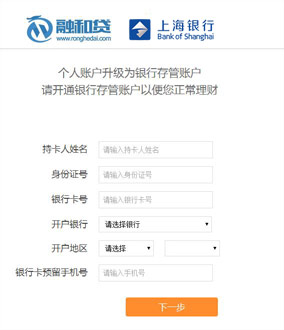 融和贷 上海银行
www.ronghedai.com Bank of Shanghai
个人账户升级为银行存管账户
请开通银行存管账户以便您正常理财
持卡人姓名 请输入持卡人姓名
身份证号 请输入身份证号
银行卡号 请输入银行卡号
开户银行 请选择银行
开户地区 请选择
银行卡预留手机号 请输入手机号
下一步